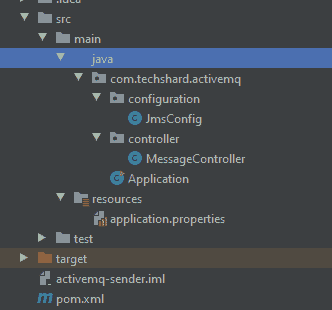 src
main
java
com.techshard.activemq
configuration
JmsConfig
controller
MessageController
Application
resources
application.properties
test
target
activemq-sender.iml
pom.xml